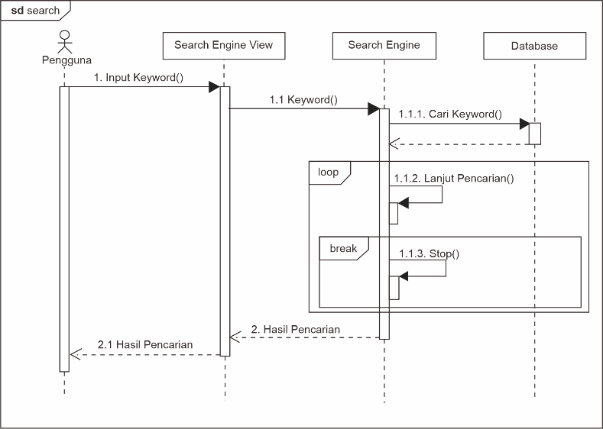 sd search
Pengguna
Search Engine View
Search Engine
Database
1. Input Keyword()
1.1 Keyword()
1.1.1. Cari Keyword()
loop
1.1.2. Lanjut Pencarian()
break
1.1.3. Stop()
2. Hasil Pencarian
2.1 Hasil Pencarian